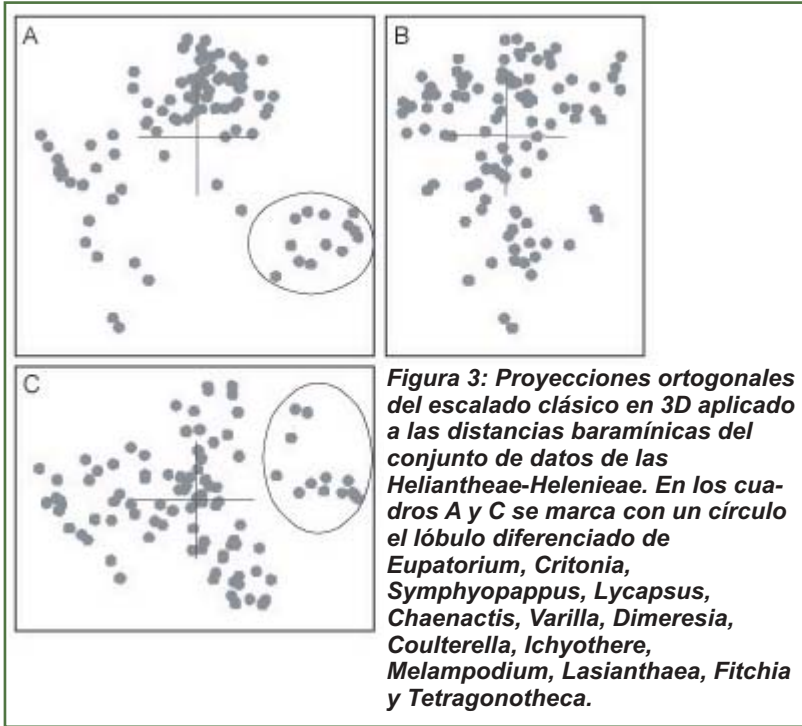 A
B
C
Figura 3: Proyecciones ortogonales
del escalado clásico en 3D aplicado
a las distancias baramínicas del
conjunto de datos de las
Heliantheae-Helenieae. En los cua-
dros A y C se marca con un círculo
el lóbulo diferenciado de
Eupatorium, Critonia,
Symphyopappus, Lycapsus,
Chaenactis, Varilla, Dimeresia,
Coulterella, Ichyothere,
Melampodium, Lasianthaea, Fitchia
y Tetragonotheca.